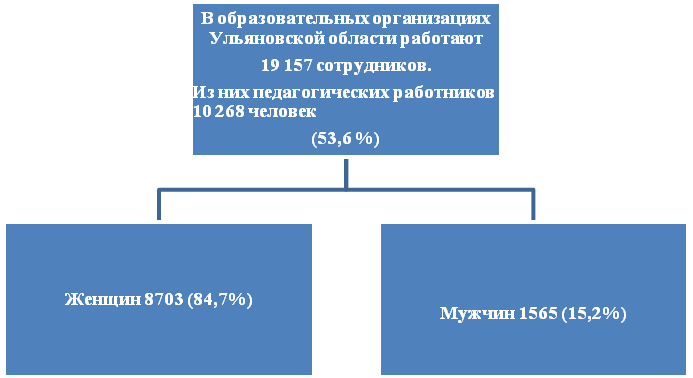 В образовательных организациях
Ульяновской области работают
19 157 сотрудников.
Из них педагогических работников
10 268 человек
(53,6 %)
Женщин 8703 (84,7%)
Мужчин 1565 (15,2%)